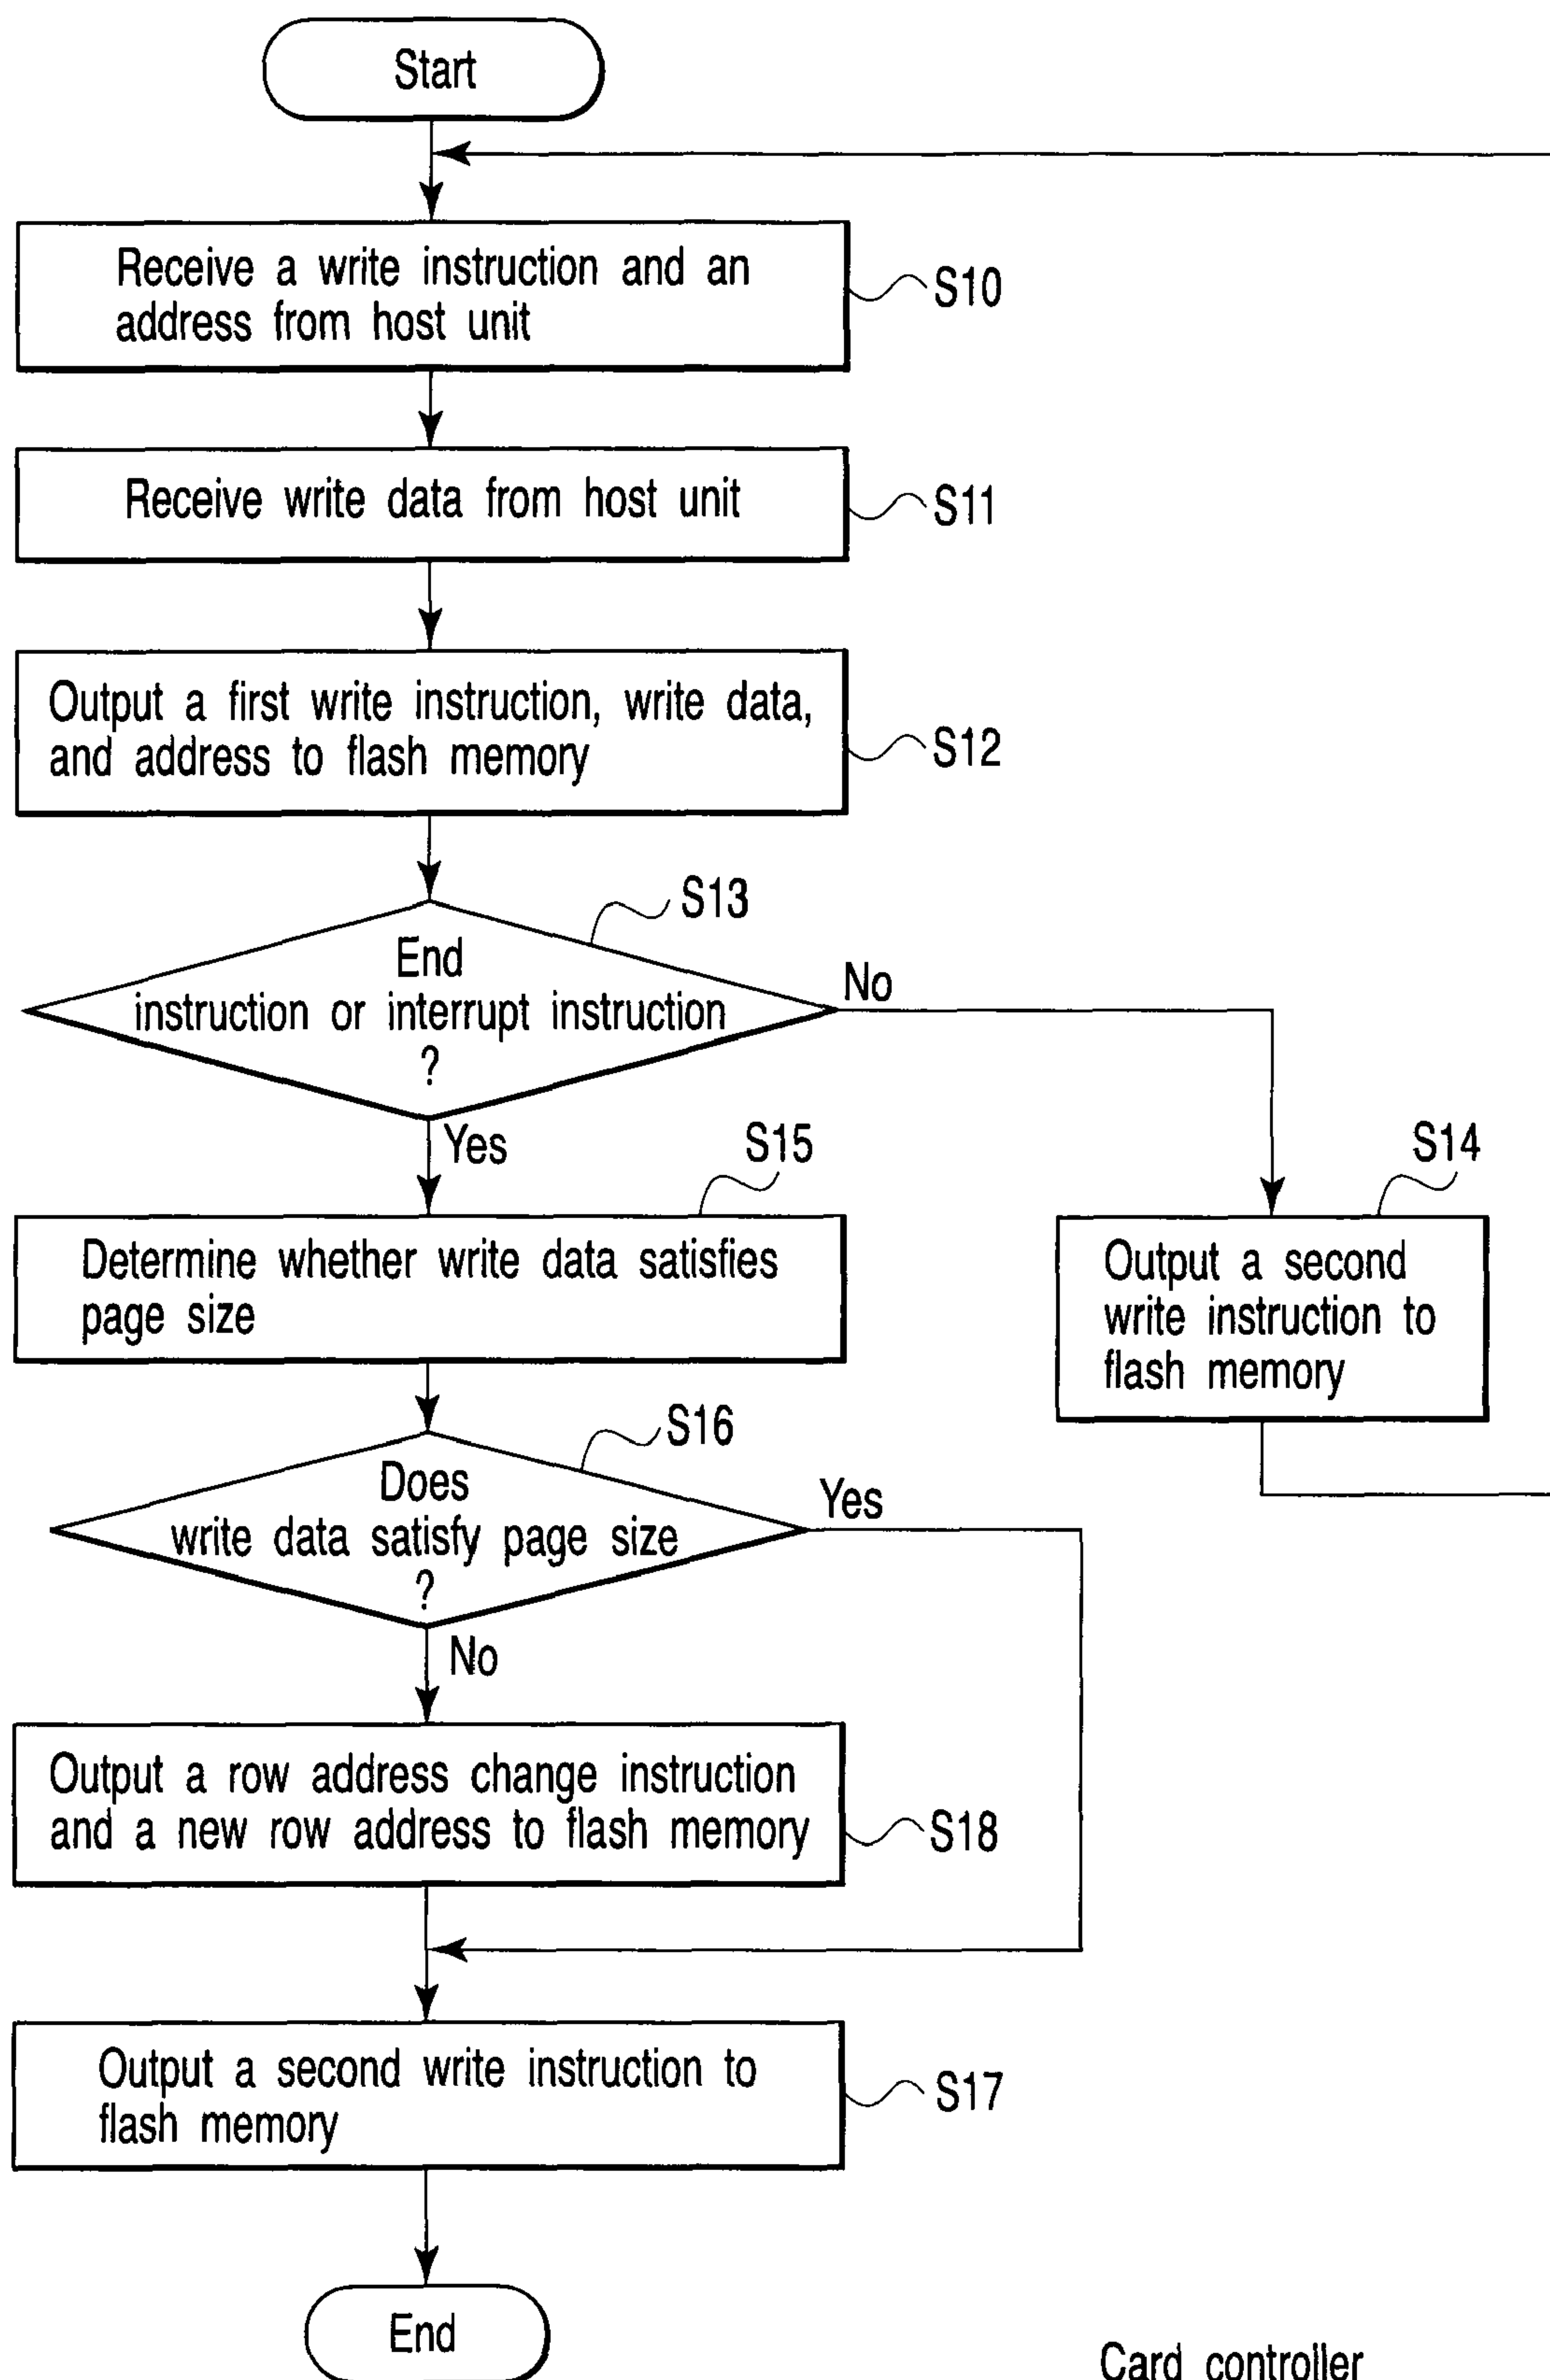 Start
Receive a write instruction and an
address from host unit
S10
Receive write data from host unit
S11
Output a first write instruction, write data,
and address to flash memory
S12
S13
End
instruction or interrupt instruction
?
No
Yes
S15
S14
Determine whether write data satisfies
page size
Output a second
write instruction to
flash memory
S16
Does
write data satisfy page size
?
Yes
No
Output a row address change instruction
and a new row address to flash memory
S18
Output a second write instruction to
flash memory
S17
End
Card controller